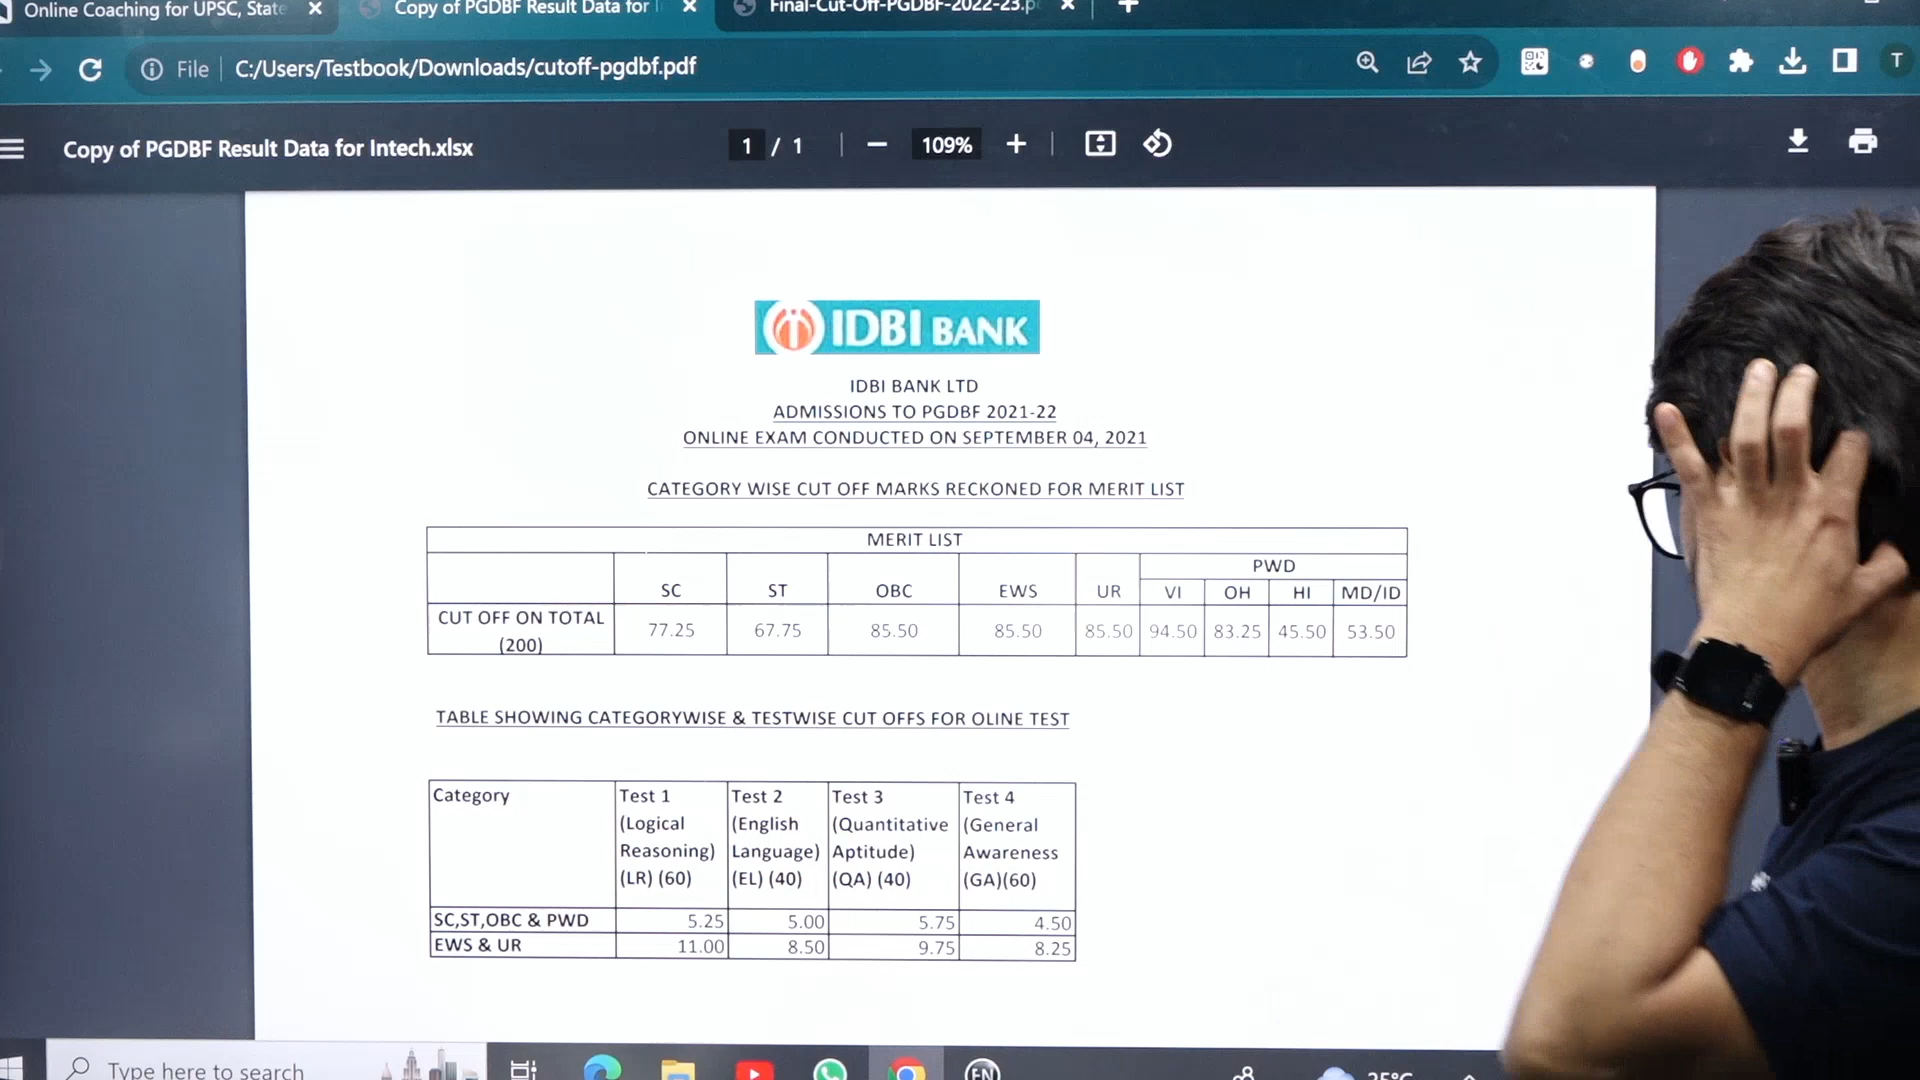 Online Coaching for UPSC, State
Copy of PGDBF Result Data for
Final-Cut-Off-PGDBF-2022-23.p
File
C:/Users/Testbook/Downloads/cutoff-pgdbf.pdf
T
Copy of PGDBF Result Data for Intech.xlsx
1 / 1
109%
IDBI BANK
IDBI BANK LTD
ADMISSIONS TO PGDBF 2021-22
ONLINE EXAM CONDUCTED ON SEPTEMBER 04, 2021
CATEGORY WISE CUT OFF MARKS RECKONED FOR MERIT LIST
MERIT LIST
PWD
SC ST OBC EWS UR VI OH HI MD/ID
CUT OFF ON TOTAL
(200)
77.25 67.75 85.50 85.50 85.50 94.50 83.25 45.50 53.50
TABLE SHOWING CATEGORYWISE & TESTWISE CUT OFFS FOR OLINE TEST
Category Test 1 Test 2 Test 3 Test 4
(Logical (English (Quantitative (General
Reasoning) Language) Aptitude) Awareness
(LR) (60) (EL) (40) (QA) (40) (GA)(60)
SC,ST,OBC & PWD 5.25 5.00 5.75 4.50
EWS & UR 11.00 8.50 9.75 8.25
Type here to search
EN
25°C